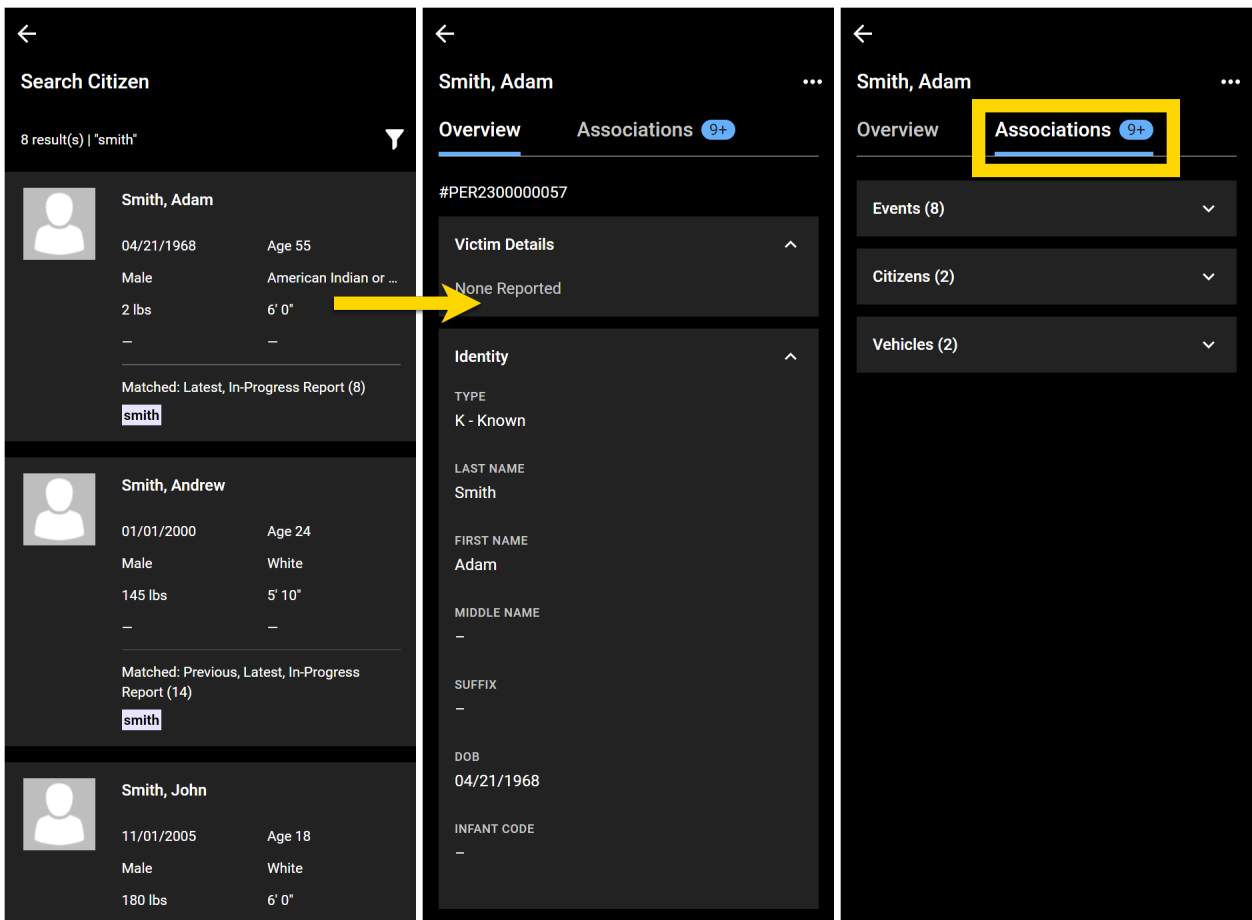 Search Citizen
8 result(s) | "smith"
Smith, Adam
04/21/1968 Age 55
Male American Indian or ...
2 lbs 6' 0"
– –
Matched: Latest, In-Progress Report (8)
smith
Smith, Andrew
01/01/2000 Age 24
Male White
145 lbs 5' 10"
– –
Matched: Previous, Latest, In-Progress
Report (14)
smith
Smith, John
11/01/2005 Age 18
Male White
180 lbs 6' 0"
Smith, Adam
Overview Associations 9+
#PER2300000057
Victim Details
None Reported
Identity
TYPE
K - Known
LAST NAME
Smith
FIRST NAME
Adam
MIDDLE NAME
–
SUFFIX
–
DOB
04/21/1968
INFANT CODE
–
Smith, Adam
Overview Associations 9+
Events (8)
Citizens (2)
Vehicles (2)